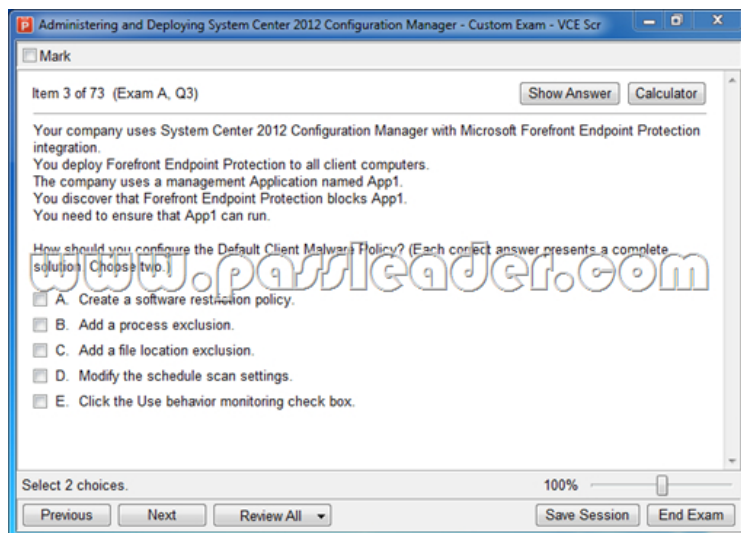 Administering and Deploying System Center 2012 Configuration Manager - Custom Exam - VCE Scr
Mark
Item 3 of 73 (Exam A, Q3)
Show Answer
Calculator
Your company uses System Center 2012 Configuration Manager with Microsoft Forefront Endpoint Protection
integration.
You deploy Forefront Endpoint Protection to all client computers.
The company uses a management Application named App1.
You discover that Forefront Endpoint Protection blocks App1.
You need to ensure that App1 can run.
How should you configure the Default Client Malware Policy? (Each correct answer presents a complete
solution. Choose two.)
www.passleader.com
A. Create a software restriction policy.
B. Add a process exclusion.
C. Add a file location exclusion.
D. Modify the schedule scan settings.
E. Click the Use behavior monitoring check box.
Select 2 choices.
100%
Previous
Next
Review All
Save Session
End Exam